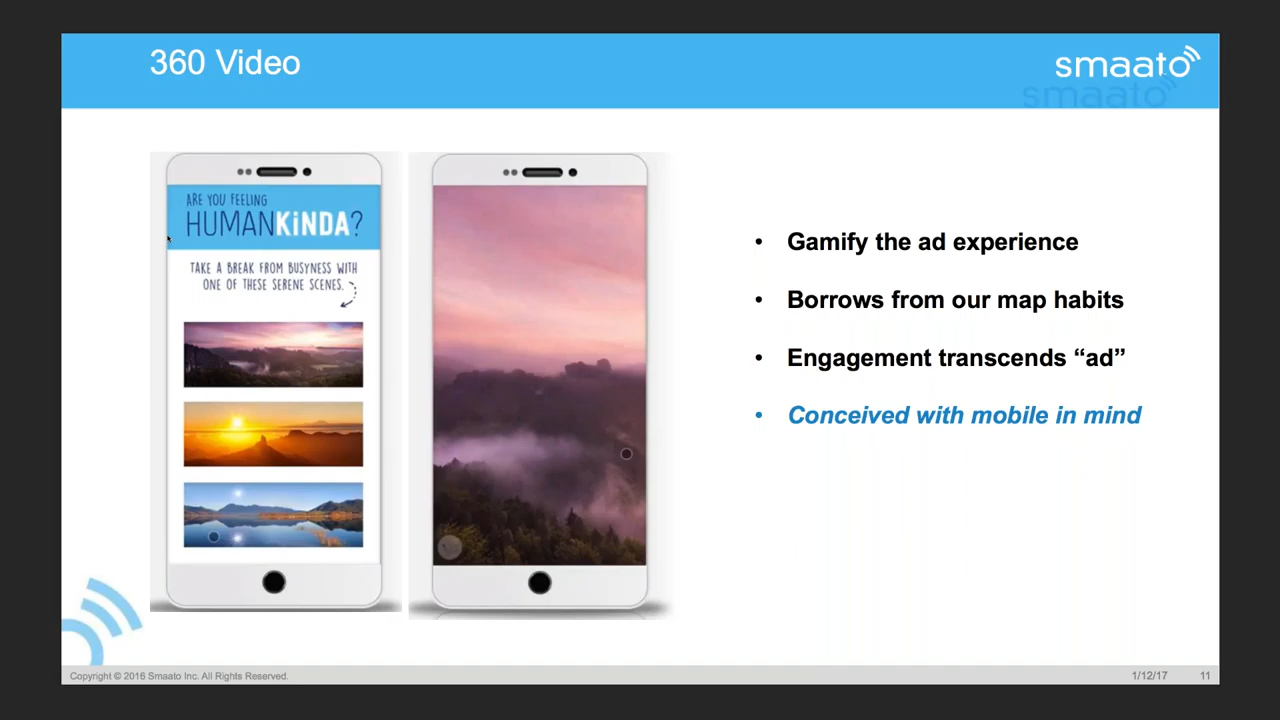 360 Video
smaato
smaato
ARE YOU FEELING
HUMANKiNDA?
TAKE A BREAK FROM BUSYNESS WITH
ONE OF THESE SERENE SCENES.
• Gamify the ad experience
• Borrows from our map habits
• Engagement transcends “ad”
• Conceived with mobile in mind
Copyright © 2016 Smaato Inc. All Rights Reserved.
1/12/17 11